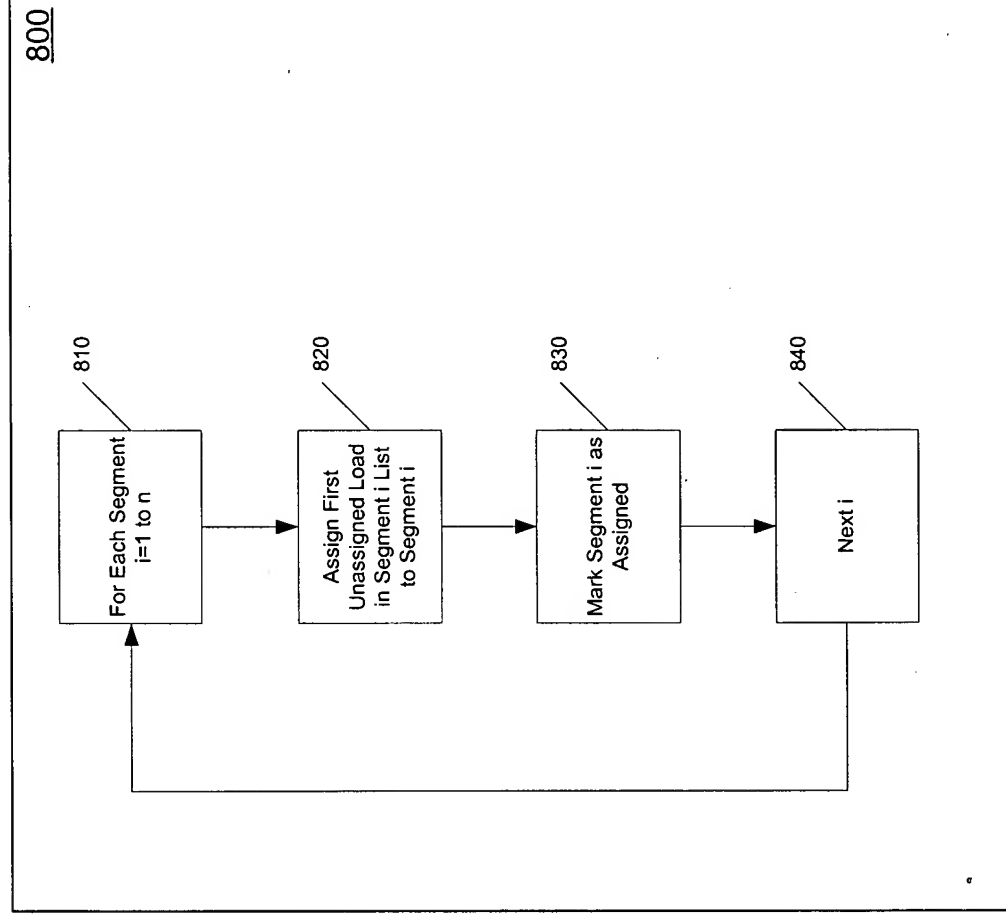 800
810
For Each Segment
i=1 to n
820
Assign First
Unassigned Load
in Segment i List
to Segment i
830
Mark Segment i as
Assigned
840
Next i